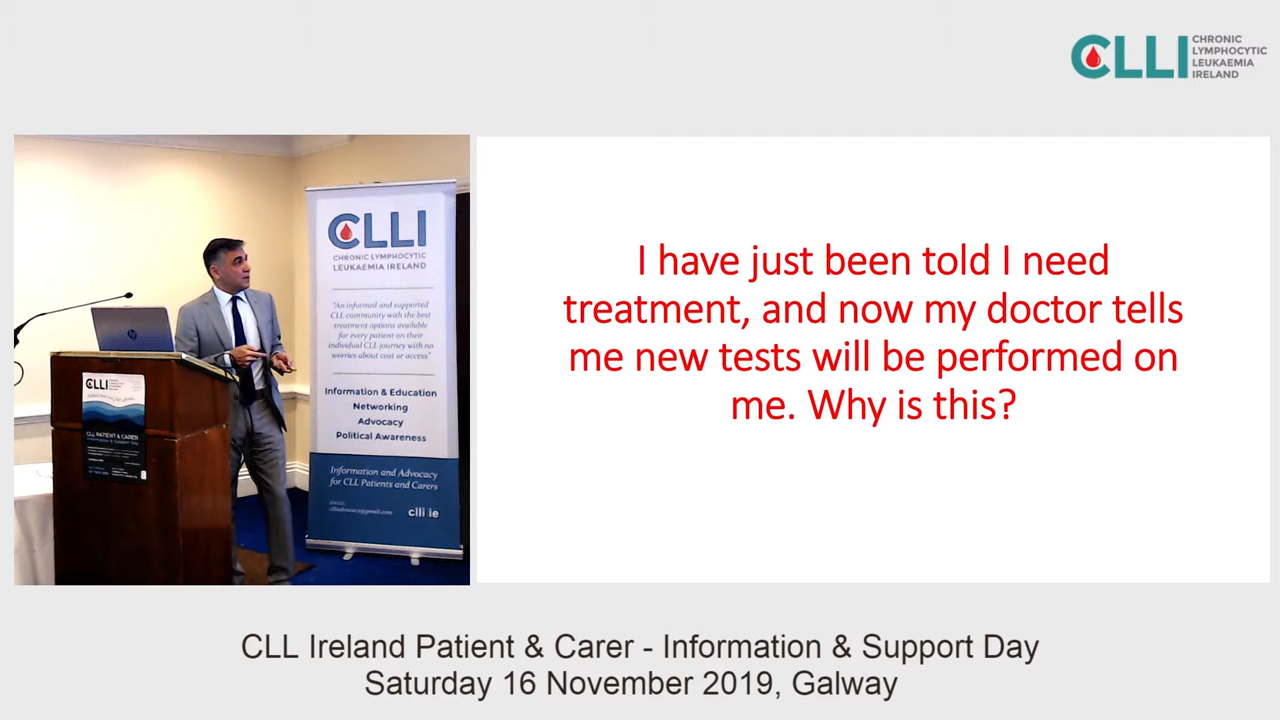 CLLI
CHRONIC
LYMPHOCYTIC
LEUKAEMIA
IRELAND
CLLI
CHRONIC LYMPHOCYTIC
LEUKAEMIA IRELAND
"An informed and supported
CLL community with the best
treatment options available
for every patient on their
individual CLL journey with no
worries about cost or access"
Information & Education
Networking
Advocacy
Political Awareness
Information and Advocacy
for CLL Patients and Carers
clli ie
hp
CLLI
CLL PATIENT & CARER
I have just been told I need
treatment, and now my doctor tells
me new tests will be performed on
me. Why is this?
CLL Ireland Patient & Carer - Information & Support Day
Saturday 16 November 2019, Galway